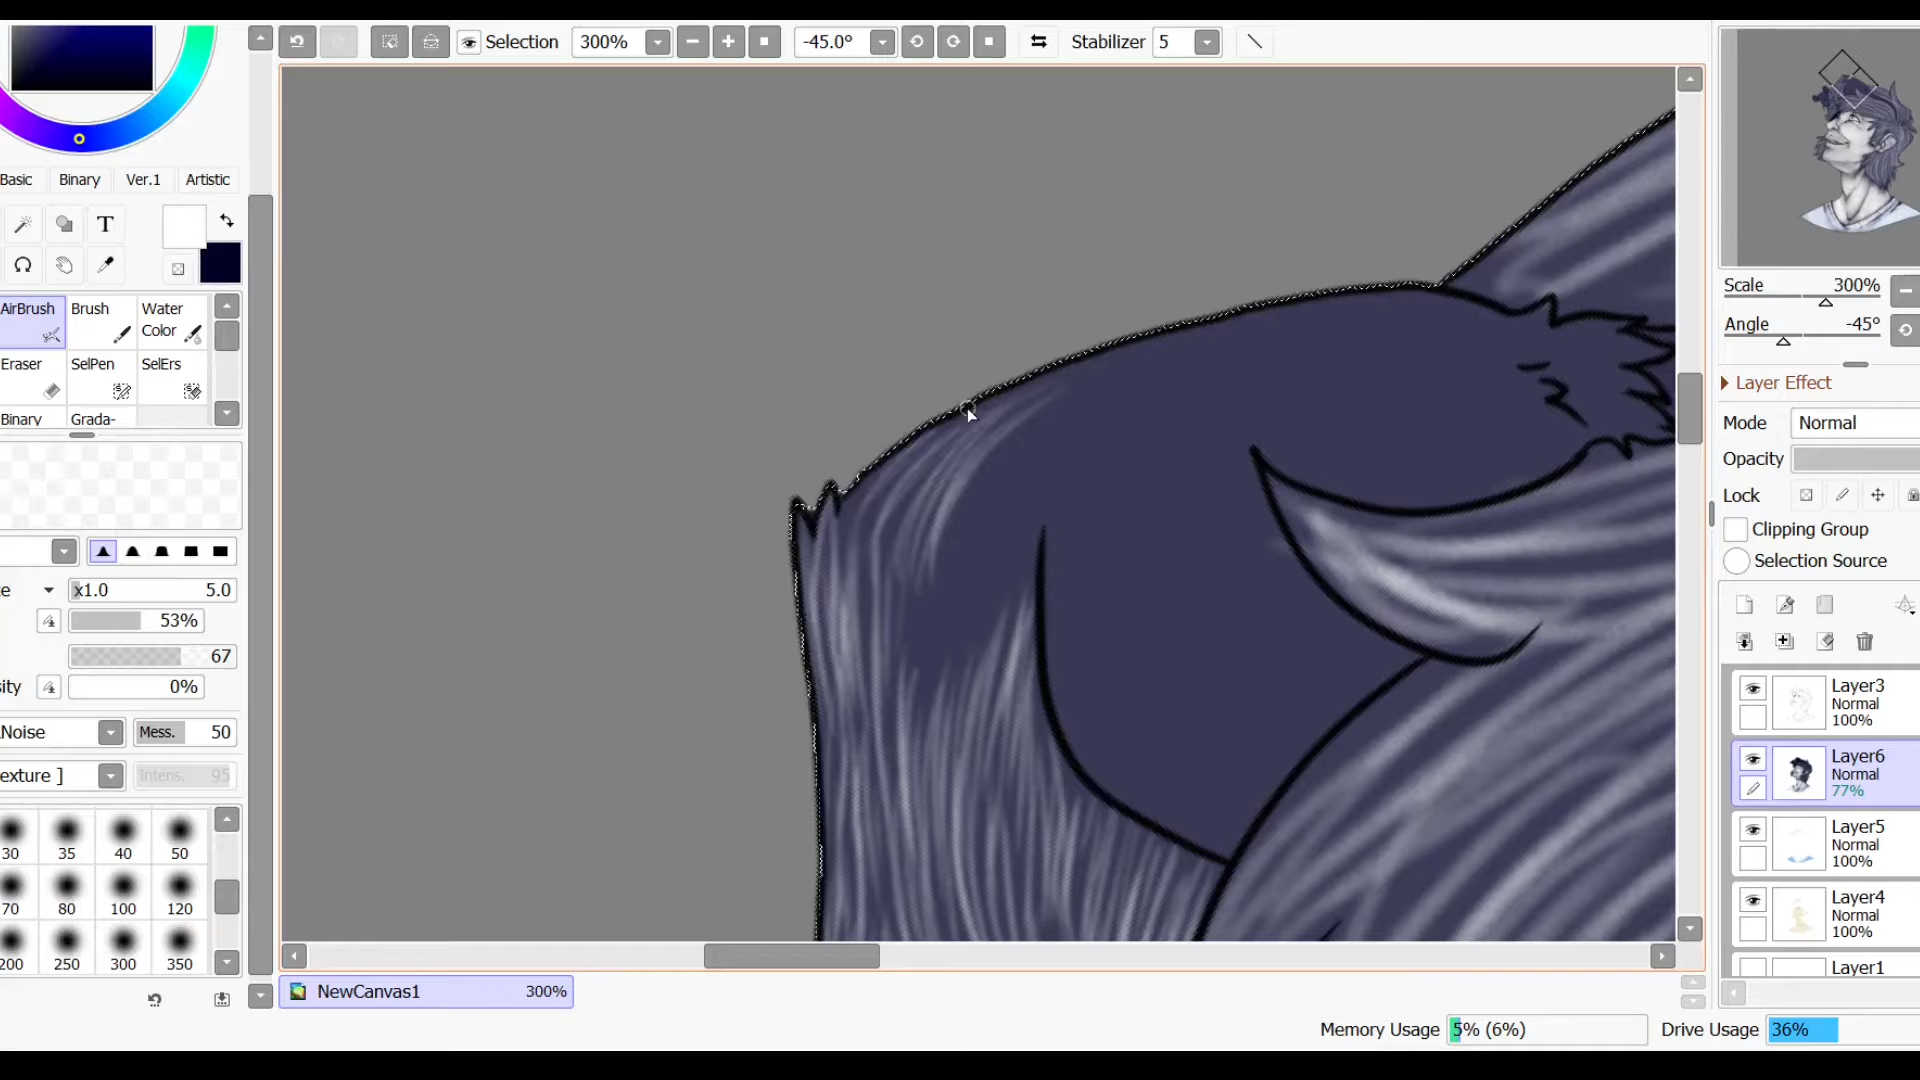 Selection 300% -45.0° Stabilizer 5
Basic Binary Ver.1 Artistic
T
AirBrush Brush Water Color
Eraser SelPen SelErs
Binary Grada-
x1.0 5.0
53%
67
0%
Noise Mess. 50
exture ] Intens. 95
30 35 40 50
70 80 100 120
200 250 300 350
NewCanvas1 300%
Scale 300%
Angle -45°
Layer Effect
Mode Normal
Opacity
Lock
Clipping Group
Selection Source
Layer3
Normal
100%
Layer6
Normal
77%
Layer5
Normal
100%
Layer4
Normal
100%
Layer1
Memory Usage 5% (6%) Drive Usage 36%